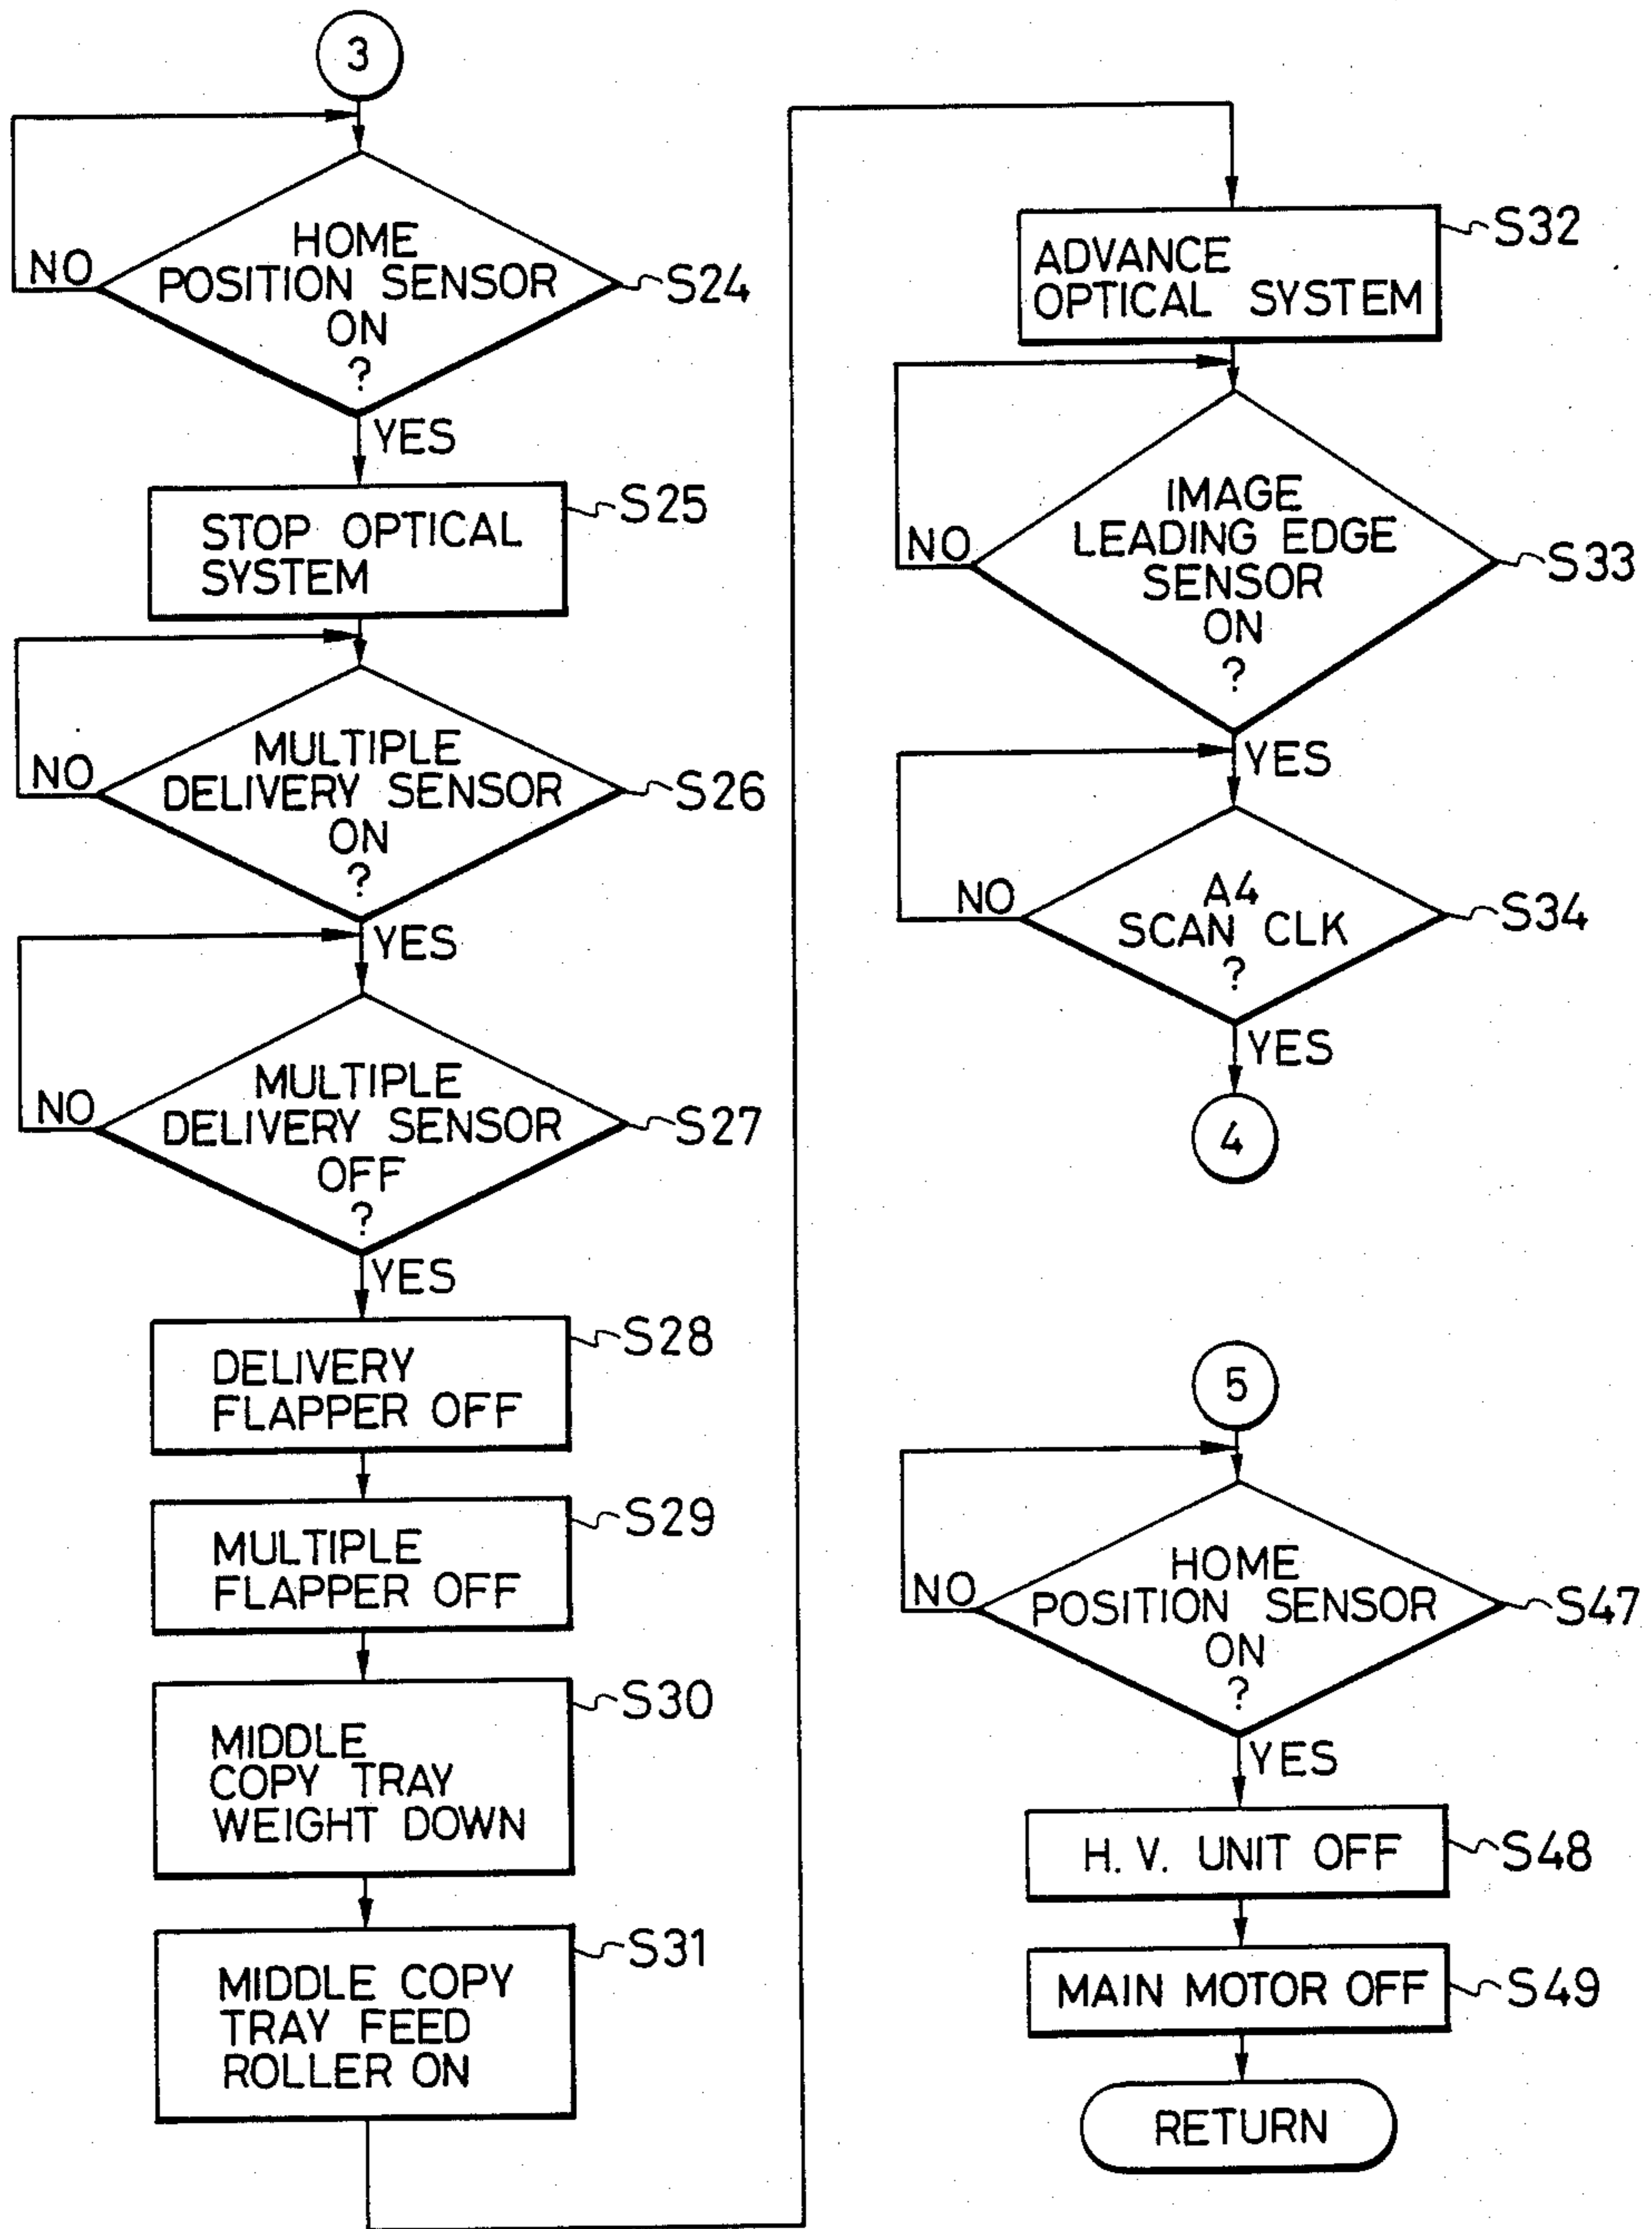 3
HOME
POSITION SENSOR
ON
?
NO
S24
YES
STOP OPTICAL
SYSTEM
S25
MULTIPLE
DELIVERY SENSOR
ON
?
NO
S26
YES
MULTIPLE
DELIVERY SENSOR
OFF
?
NO
S27
YES
DELIVERY
FLAPPER OFF
S28
MULTIPLE
FLAPPER OFF
S29
MIDDLE
COPY TRAY
WEIGHT DOWN
S30
MIDDLE COPY
TRAY FEED
ROLLER ON
S31
ADVANCE
OPTICAL SYSTEM
S32
IMAGE
LEADING EDGE
SENSOR
ON
?
NO
S33
YES
A4
SCAN CLK
?
NO
S34
YES
4
5
HOME
POSITION SENSOR
ON
?
NO
S47
YES
H. V. UNIT OFF
S48
MAIN MOTOR OFF
S49
RETURN